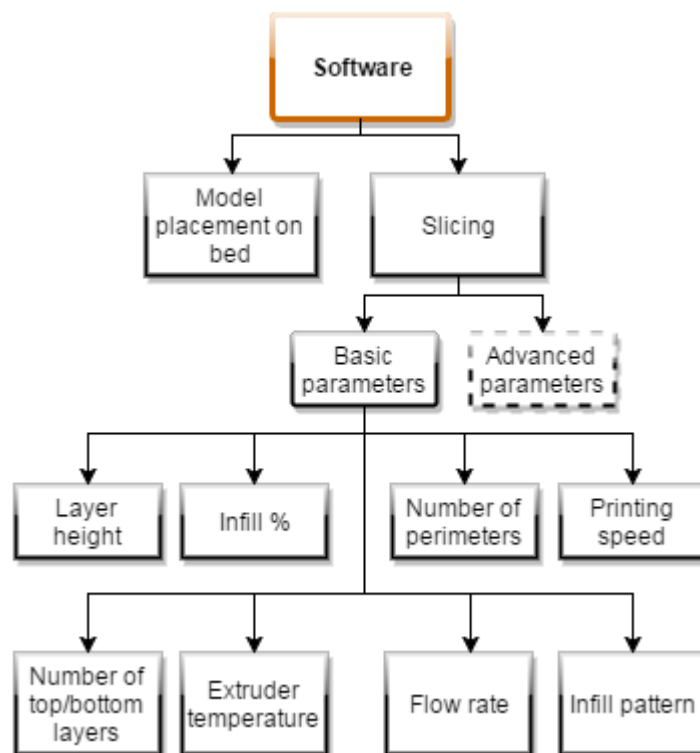 Software
Model
placement on
bed
Slicing
Basic
parameters
Advanced
parameters
Layer
height
Infill %
Number of
perimeters
Printing
speed
Number of
top/bottom
layers
Extruder
temperature
Flow rate
Infill pattern